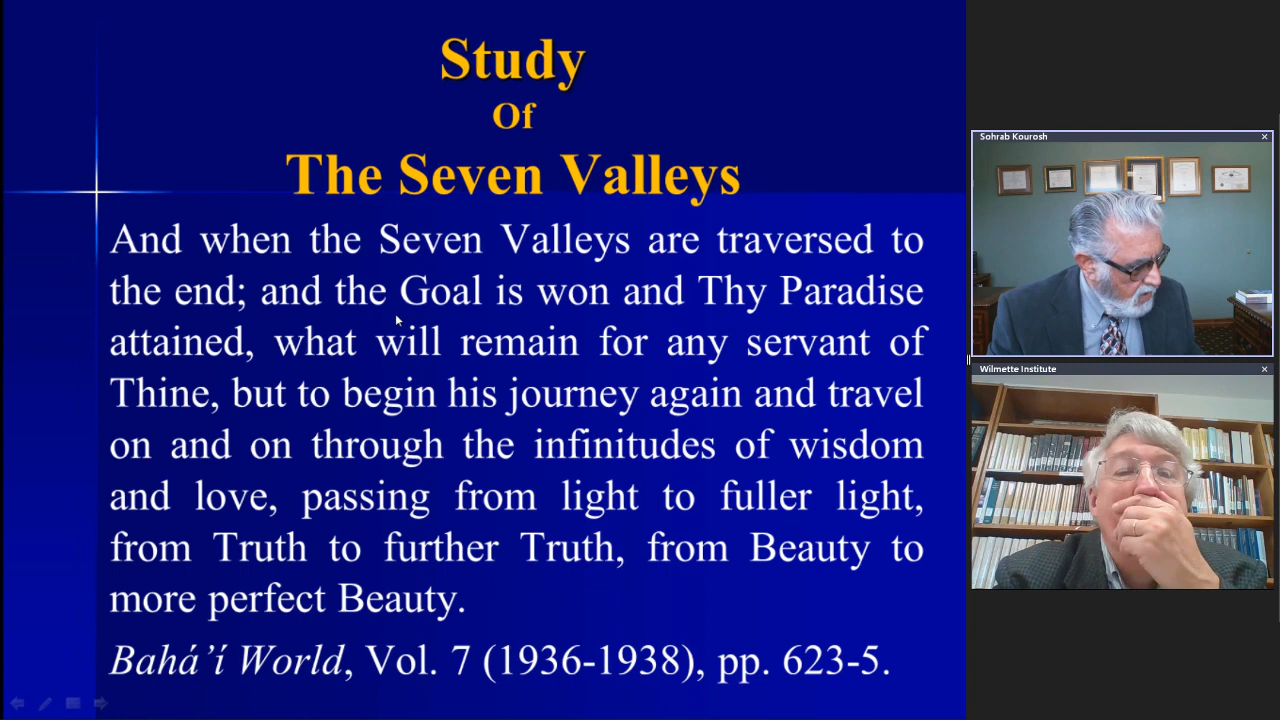 Study
Of
The Seven Valleys
And when the Seven Valleys are traversed to
the end; and the Goal is won and Thy Paradise
attained, what will remain for any servant of
Thine, but to begin his journey again and travel
on and on through the infinitudes of wisdom
and love, passing from light to fuller light,
from Truth to further Truth, from Beauty to
more perfect Beauty.
Bahá’í World, Vol. 7 (1936-1938), pp. 623-5.
Sohrab Kourosh
Wilmette Institute